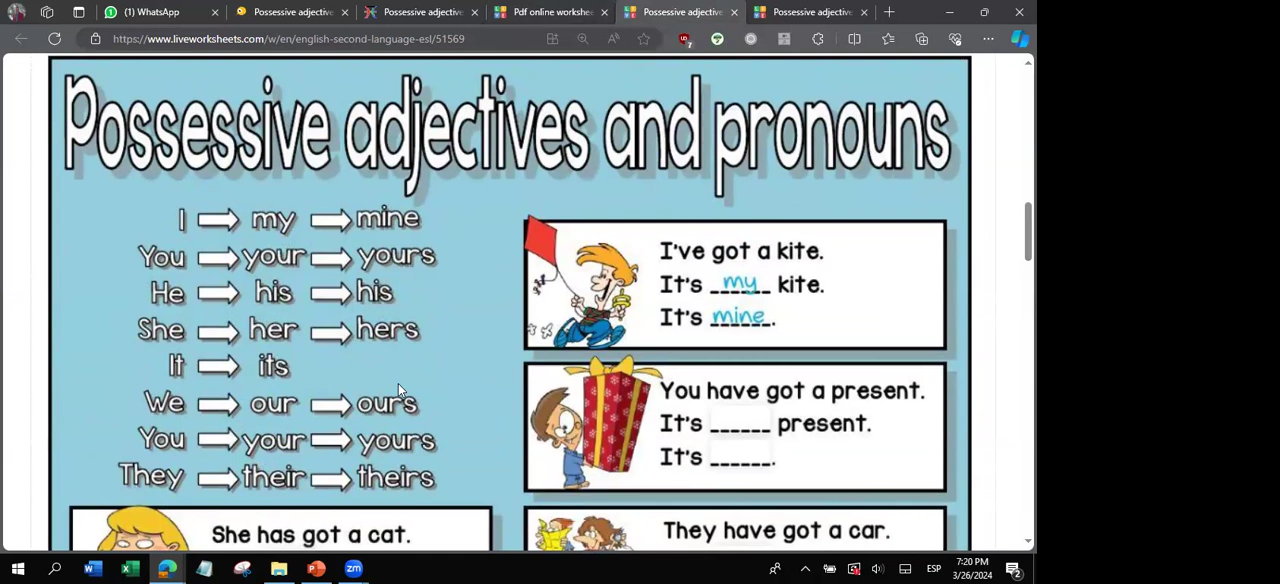 WhatsApp
Possessive adjective
Possessive adjective
Pdf online workshe
Possessive adjective
Possessive adjective
https://www.liveworksheets.com/w/en/english-second-language-esl/51569
Possessive adjectives and pronouns
I my mine
You your yours
He his his
She her hers
It its
We our ours
You your yours
They their theirs
I've got a kite.
It's my kite.
It's mine.
You have got a present.
It's ______ present.
It's ______.
She has got a cat.
They have got a car.
ESP
7:20 PM
3/26/2024